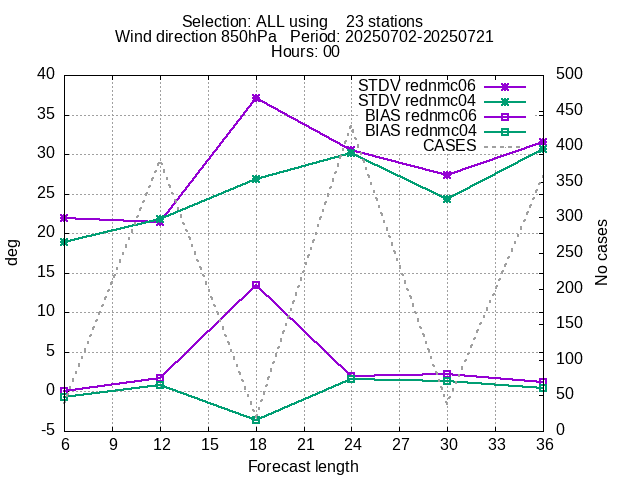 Selection: ALL using    23 stations
Wind direction 850hPa   Period: 20250702-20250721
Hours: 00
STDV rednmc06
STDV rednmc04
BIAS rednmc06
BIAS rednmc04
CASES
40
35
30
25
20
15
10
5
0
-5
deg
500
450
400
350
300
250
200
150
100
50
0
No cases
6 9 12 15 18 21 24 27 30 33 36
Forecast length